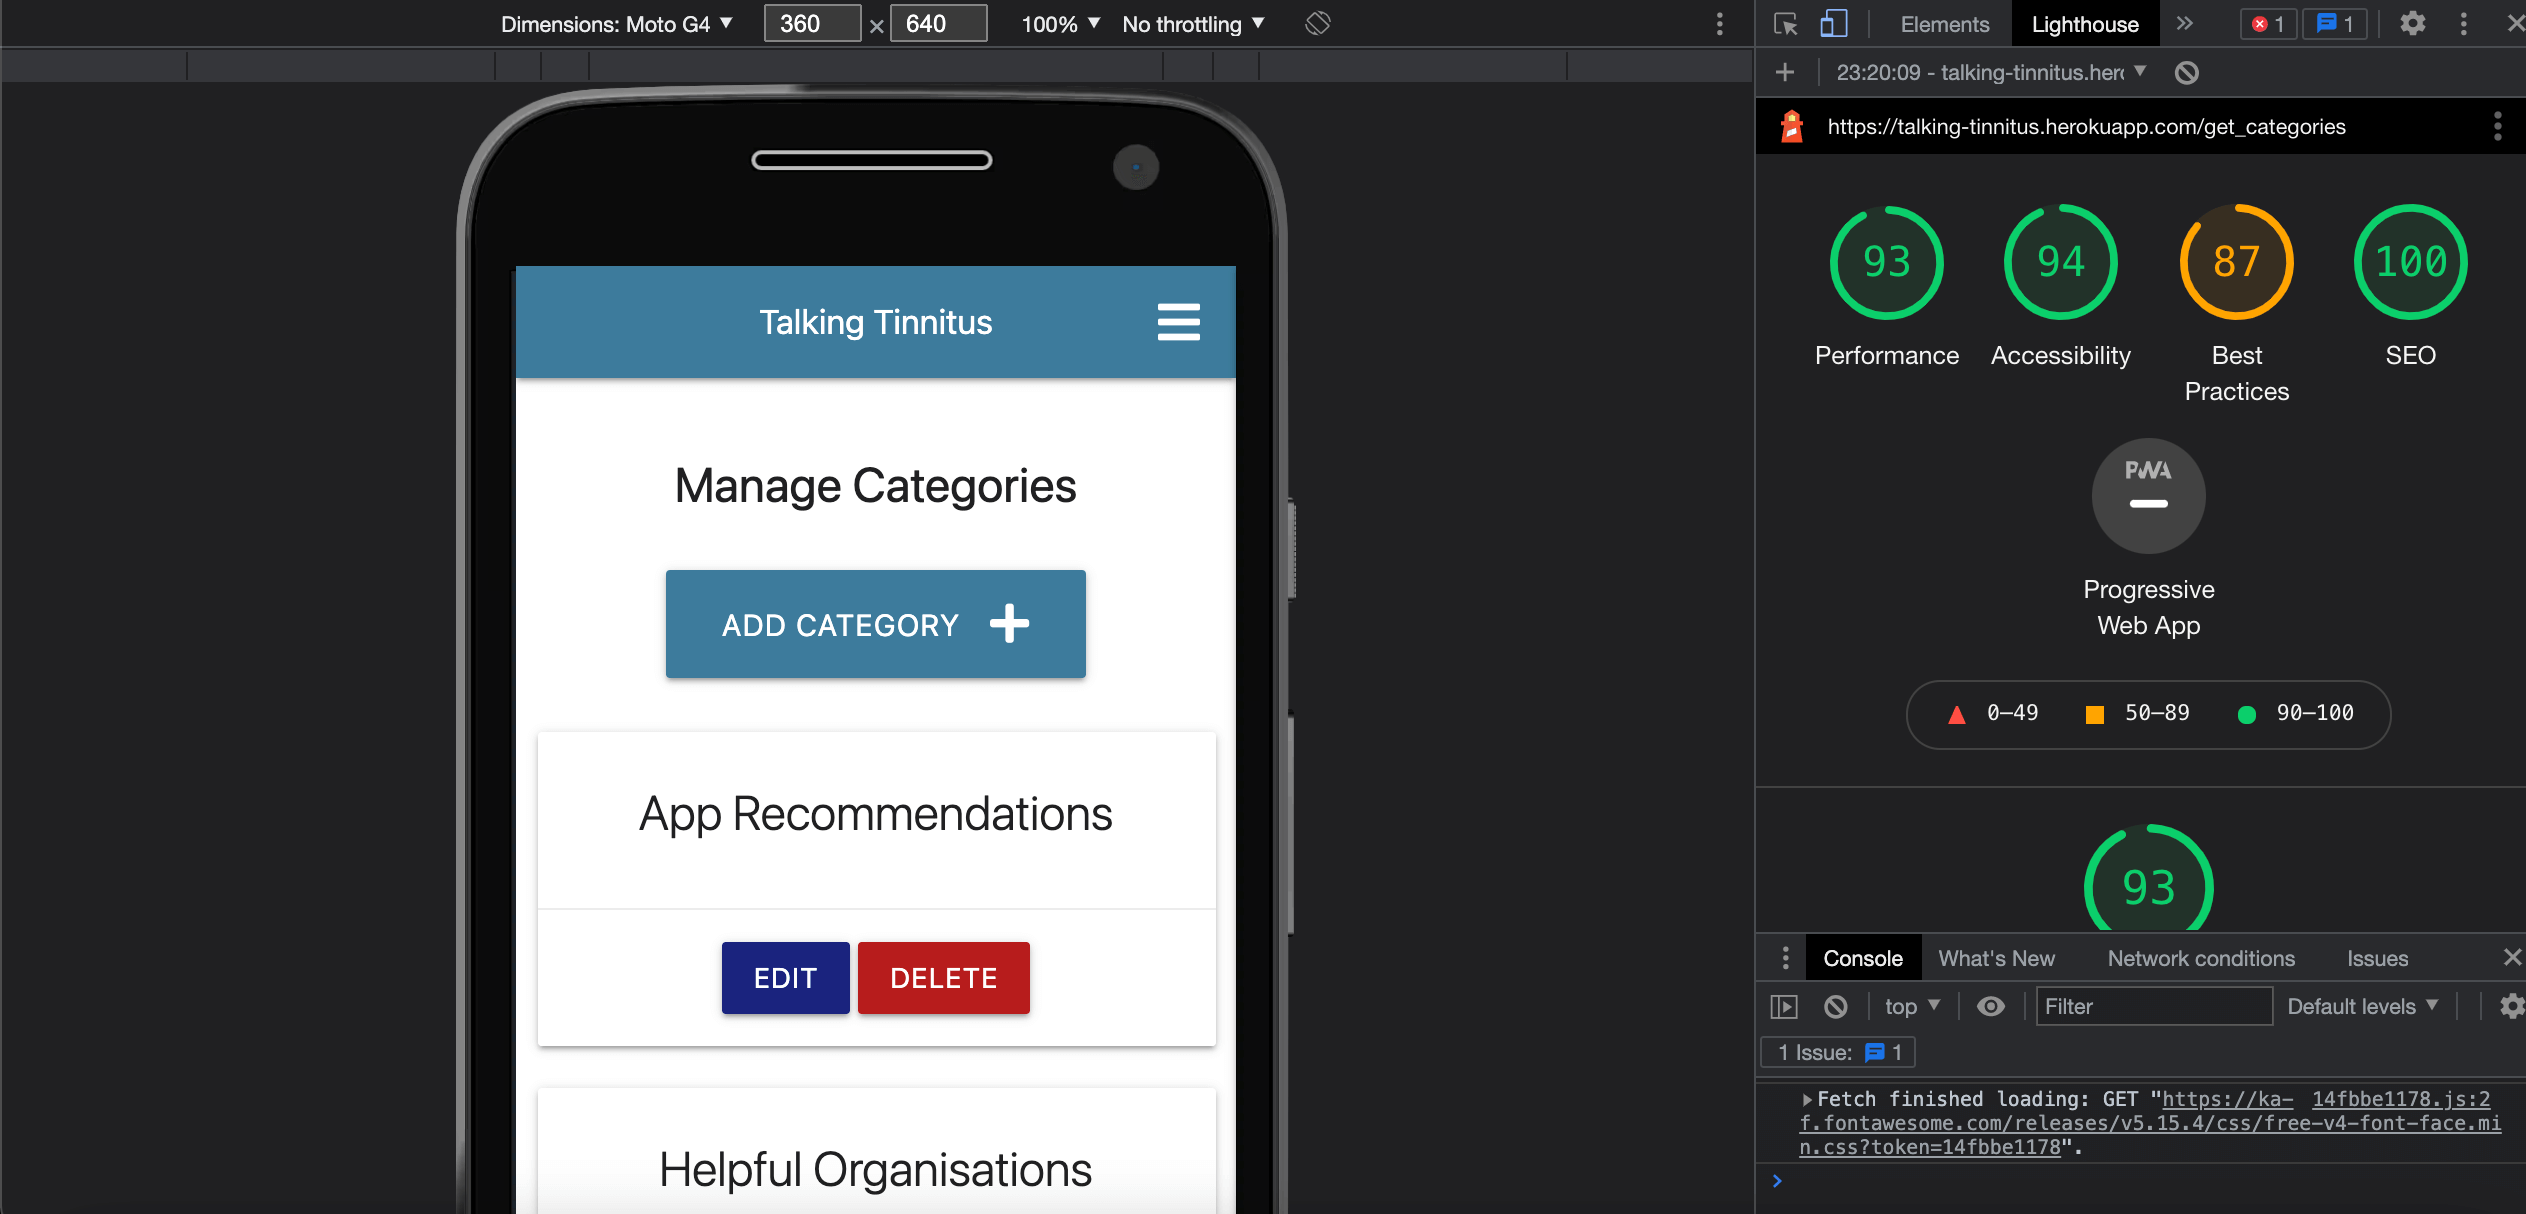 Dimensions: Moto G4 ▼ 360 × 640 100% ▼ No throttling ▼
Talking Tinnitus
Manage Categories
ADD CATEGORY
App Recommendations
EDIT DELETE
Helpful Organisations
Elements Lighthouse » 1 1
23:20:09 - talking-tinnitus.her ▼
https://talking-tinnitus.herokuapp.com/get_categories
93 94 87 100
Performance Accessibility Best Practices SEO
PWA
Progressive
Web App
0–49 50–89 90–100
93
Console What's New Network conditions Issues
top ▼ Filter Default levels ▼
1 Issue: 1
Fetch finished loading: GET "https://ka- 14fbbe1178.js:2
f.fontawesome.com/releases/v5.15.4/css/free-v4-font-face.mi
n.css?token=14fbbe1178".